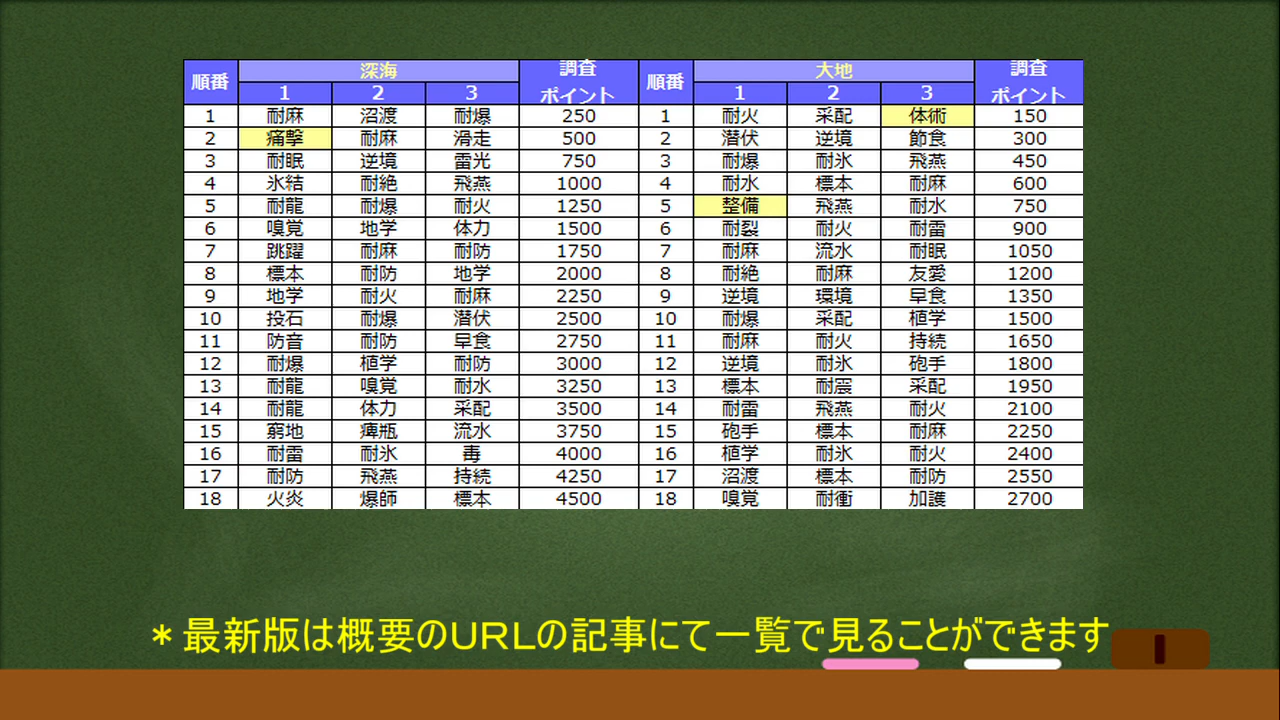 順番 深海 調査ポイント 順番 大地 調査ポイント
1 2 3 1 2 3
1 耐麻 沼渡 耐爆 250 1 耐火 采配 体術 150
2 痛撃 耐麻 滑走 500 2 潜伏 逆境 節食 300
3 耐眠 逆境 雷光 750 3 耐爆 耐氷 飛燕 450
4 氷結 耐絶 飛燕 1000 4 耐水 標本 耐麻 600
5 耐龍 耐爆 耐火 1250 5 整備 飛燕 耐水 750
6 嗅覚 地学 体力 1500 6 耐裂 耐火 耐雷 900
7 跳躍 耐麻 耐防 1750 7 耐麻 流水 耐眠 1050
8 標本 耐防 地学 2000 8 耐絶 耐麻 友愛 1200
9 地学 耐火 耐麻 2250 9 逆境 環境 早食 1350
10 投石 耐爆 潜伏 2500 10 耐爆 采配 植学 1500
11 防音 耐防 早食 2750 11 耐麻 耐火 持続 1650
12 耐爆 植学 耐防 3000 12 逆境 耐氷 砲手 1800
13 耐龍 嗅覚 耐水 3250 13 標本 耐震 采配 1950
14 耐龍 体力 采配 3500 14 耐雷 飛燕 耐火 2100
15 窮地 痺瓶 流水 3750 15 砲手 標本 耐麻 2250
16 耐雷 耐氷 毒 4000 16 植学 耐氷 耐火 2400
17 耐防 飛燕 持続 4250 17 沼渡 標本 耐防 2550
18 火炎 爆師 標本 4500 18 嗅覚 耐衝 加護 2700
＊最新版は概要のURLの記事にて一覧で見ることができます